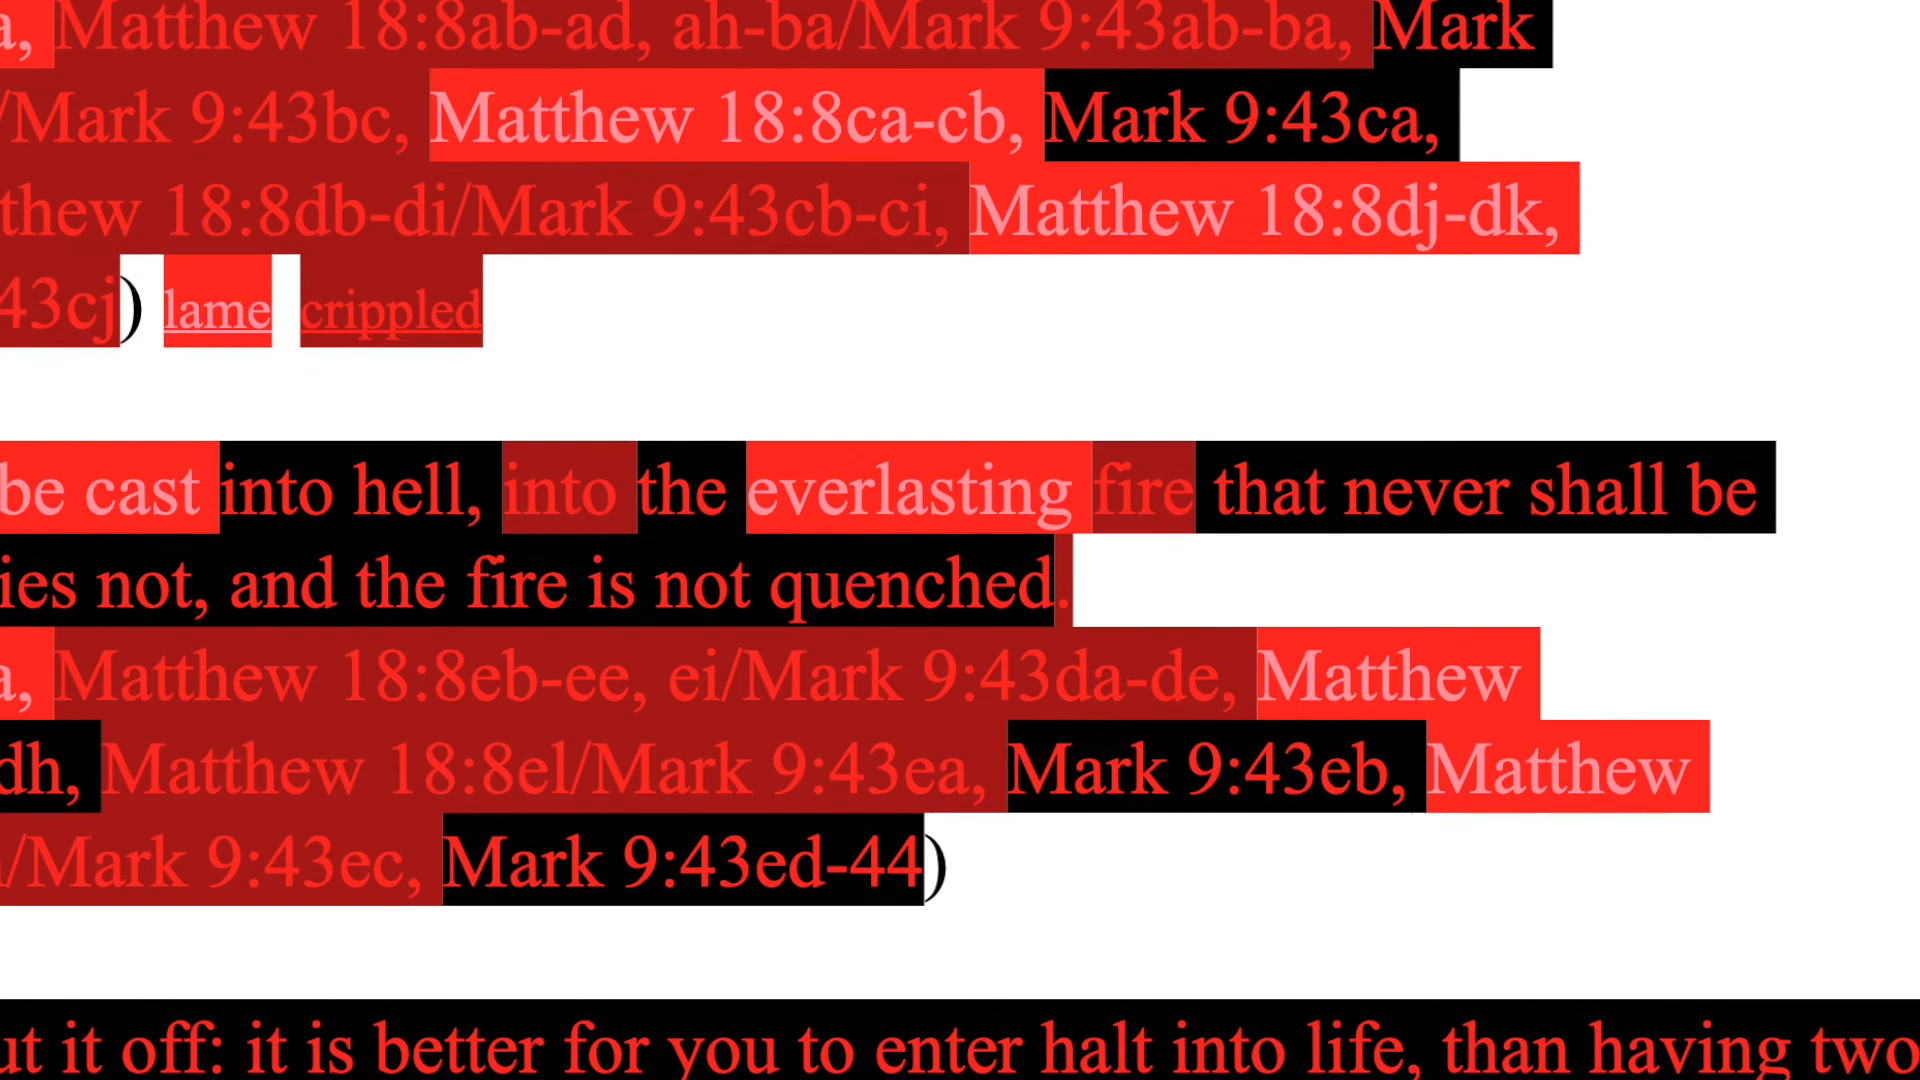 a, Matthew 18:8ab-ad, ah-ba/Mark 9:43ab-ba, Mark
/Mark 9:43bc, Matthew 18:8ca-cb, Mark 9:43ca,
thew 18:8db-di/Mark 9:43cb-ci, Matthew 18:8dj-dk,
43cj) lame crippled
be cast into hell, into the everlasting fire that never shall be
ies not, and the fire is not quenched.
a, Matthew 18:8eb-ee, ei/Mark 9:43da-de, Matthew
dh, Matthew 18:8el/Mark 9:43ea, Mark 9:43eb, Matthew
/Mark 9:43ec, Mark 9:43ed-44)
ut it off: it is better for you to enter halt into life, than having two